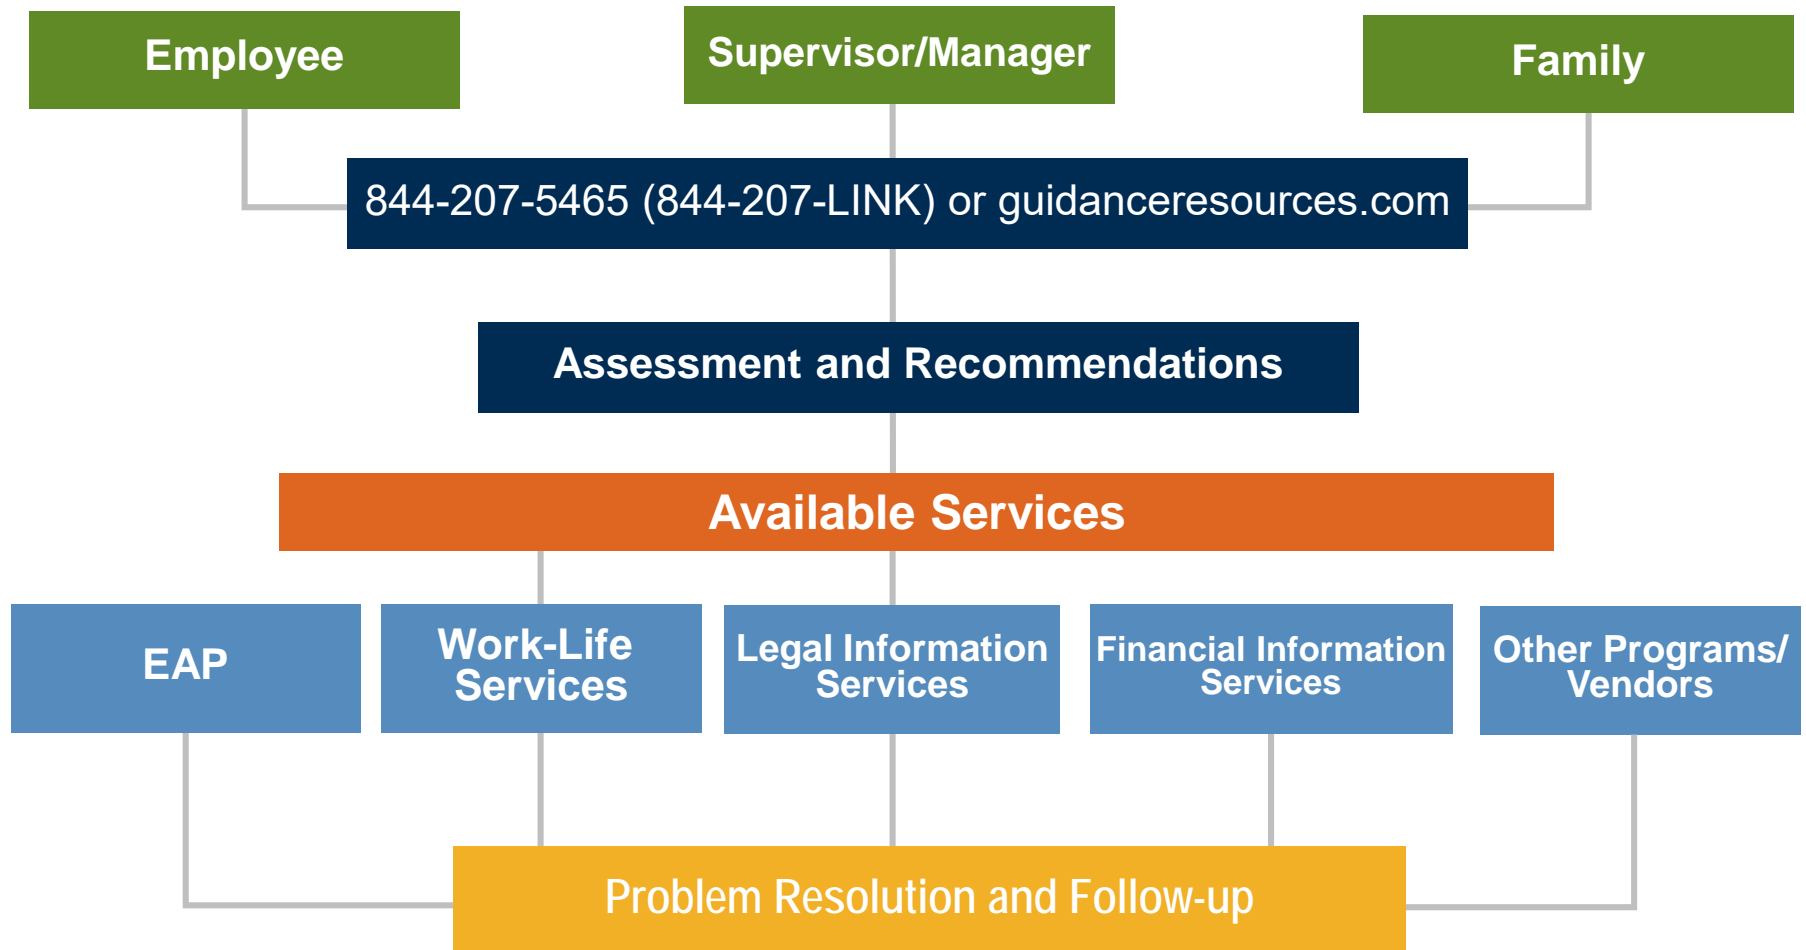 Employee
Supervisor/Manager
Family
844-207-5465 (844-207-LINK) or guidanceresources.com
Assessment and Recommendations
Available Services
EAP
Work-Life
Services
Legal Information
Services
Financial Information
Services
Other Programs/
Vendors
Problem Resolution and Follow-up